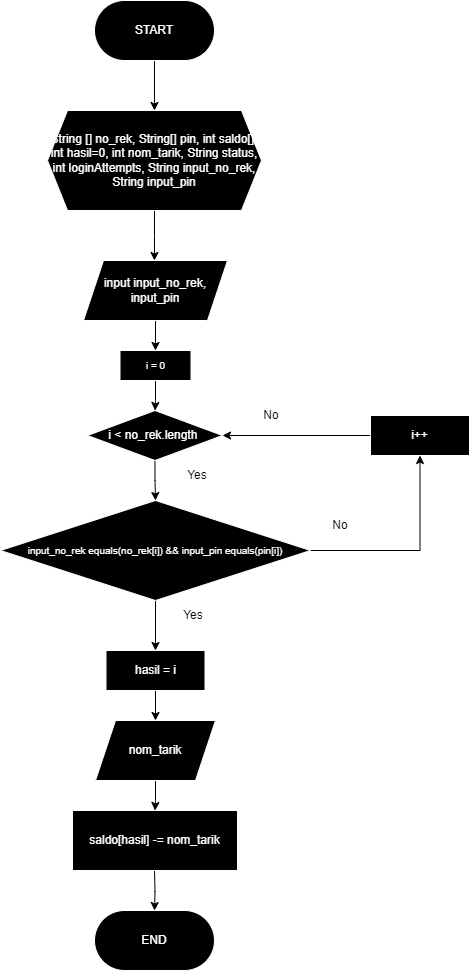 START
String [] no_rek, String[] pin, int saldo[],
int hasil=0, int nom_tarik, String status,
int loginAttempts, String input_no_rek,
String input_pin
input input_no_rek,
input_pin
i = 0
i < no_rek.length
No
i++
Yes
input_no_rek equals(no_rek[i]) && input_pin equals(pin[i])
No
Yes
hasil = i
nom_tarik
saldo[hasil] -= nom_tarik
END